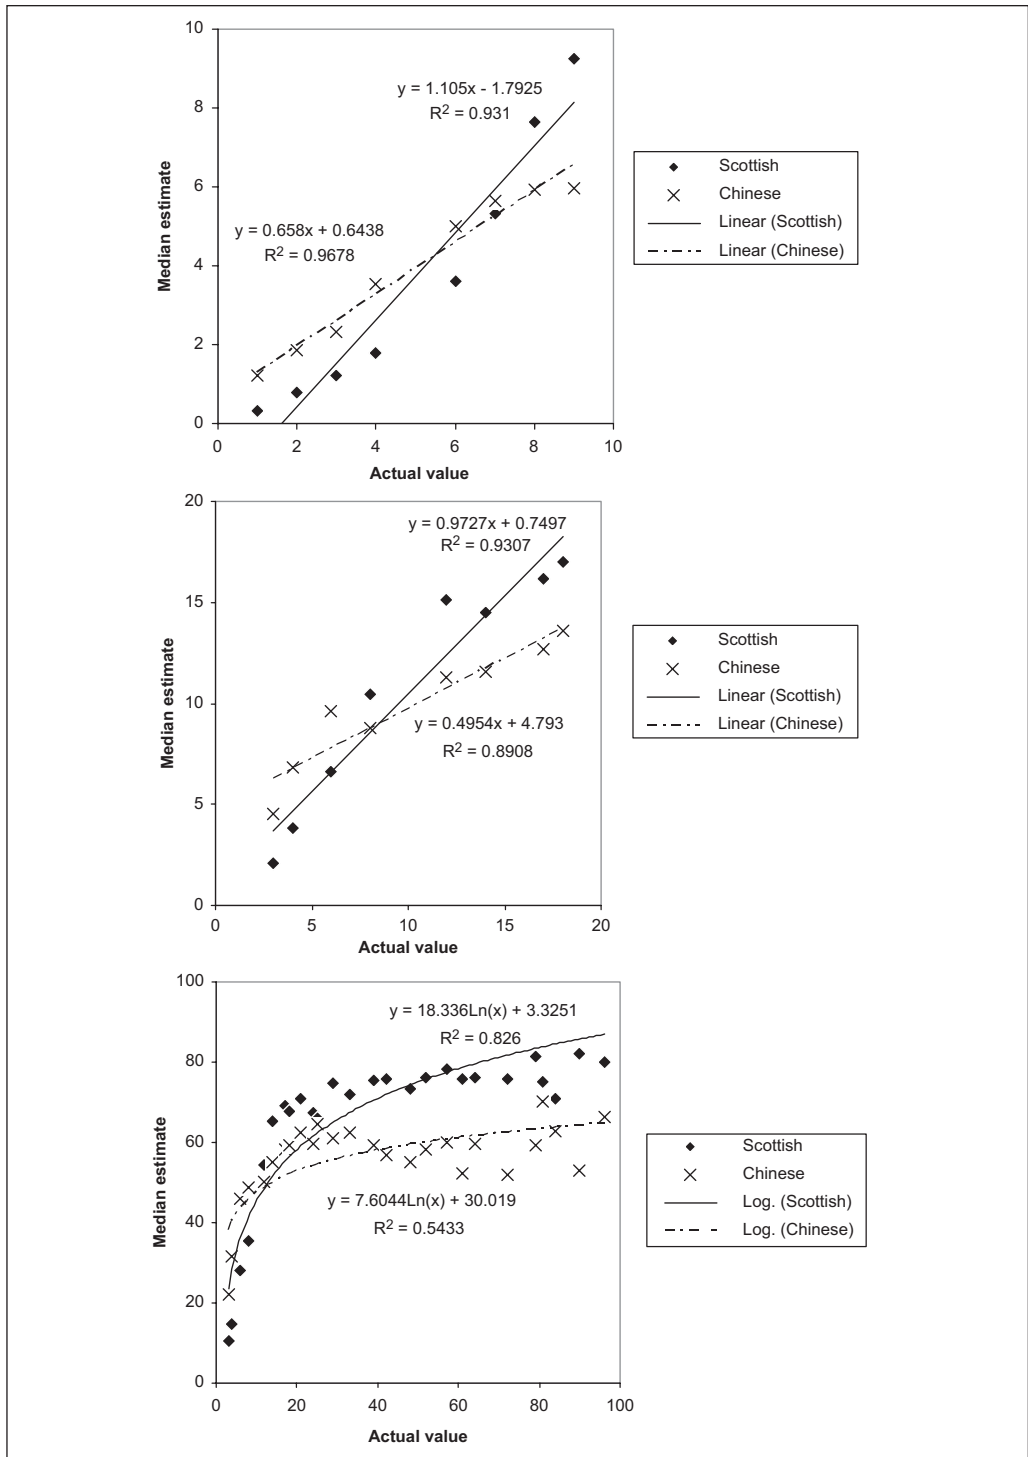 10
8
6
4
2
0
Median estimate
y = 1.105x - 1.7925
R² = 0.931
y = 0.658x + 0.6438
R² = 0.9678
0 2 4 6 8 10
Actual value
Scottish
Chinese
Linear (Scottish)
Linear (Chinese)
20
15
10
5
0
Median estimate
y = 0.9727x + 0.7497
R² = 0.9307
y = 0.4954x + 4.793
R² = 0.8908
0 5 10 15 20
Actual value
Scottish
Chinese
Linear (Scottish)
Linear (Chinese)
100
80
60
40
20
0
Median estimate
y = 18.336Ln(x) + 3.3251
R² = 0.826
y = 7.6044Ln(x) + 30.019
R² = 0.5433
0 20 40 60 80 100
Actual value
Scottish
Chinese
Log. (Scottish)
Log. (Chinese)